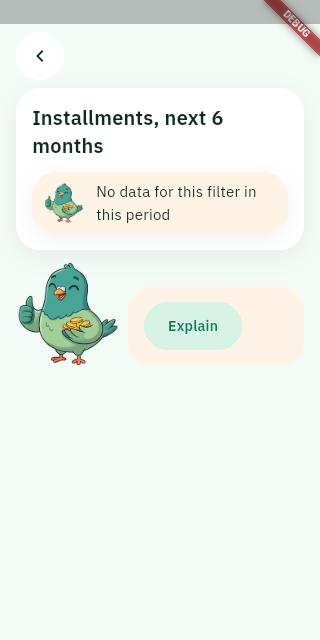 DEBUG
Installments, next 6
months
No data for this filter in
this period
Explain